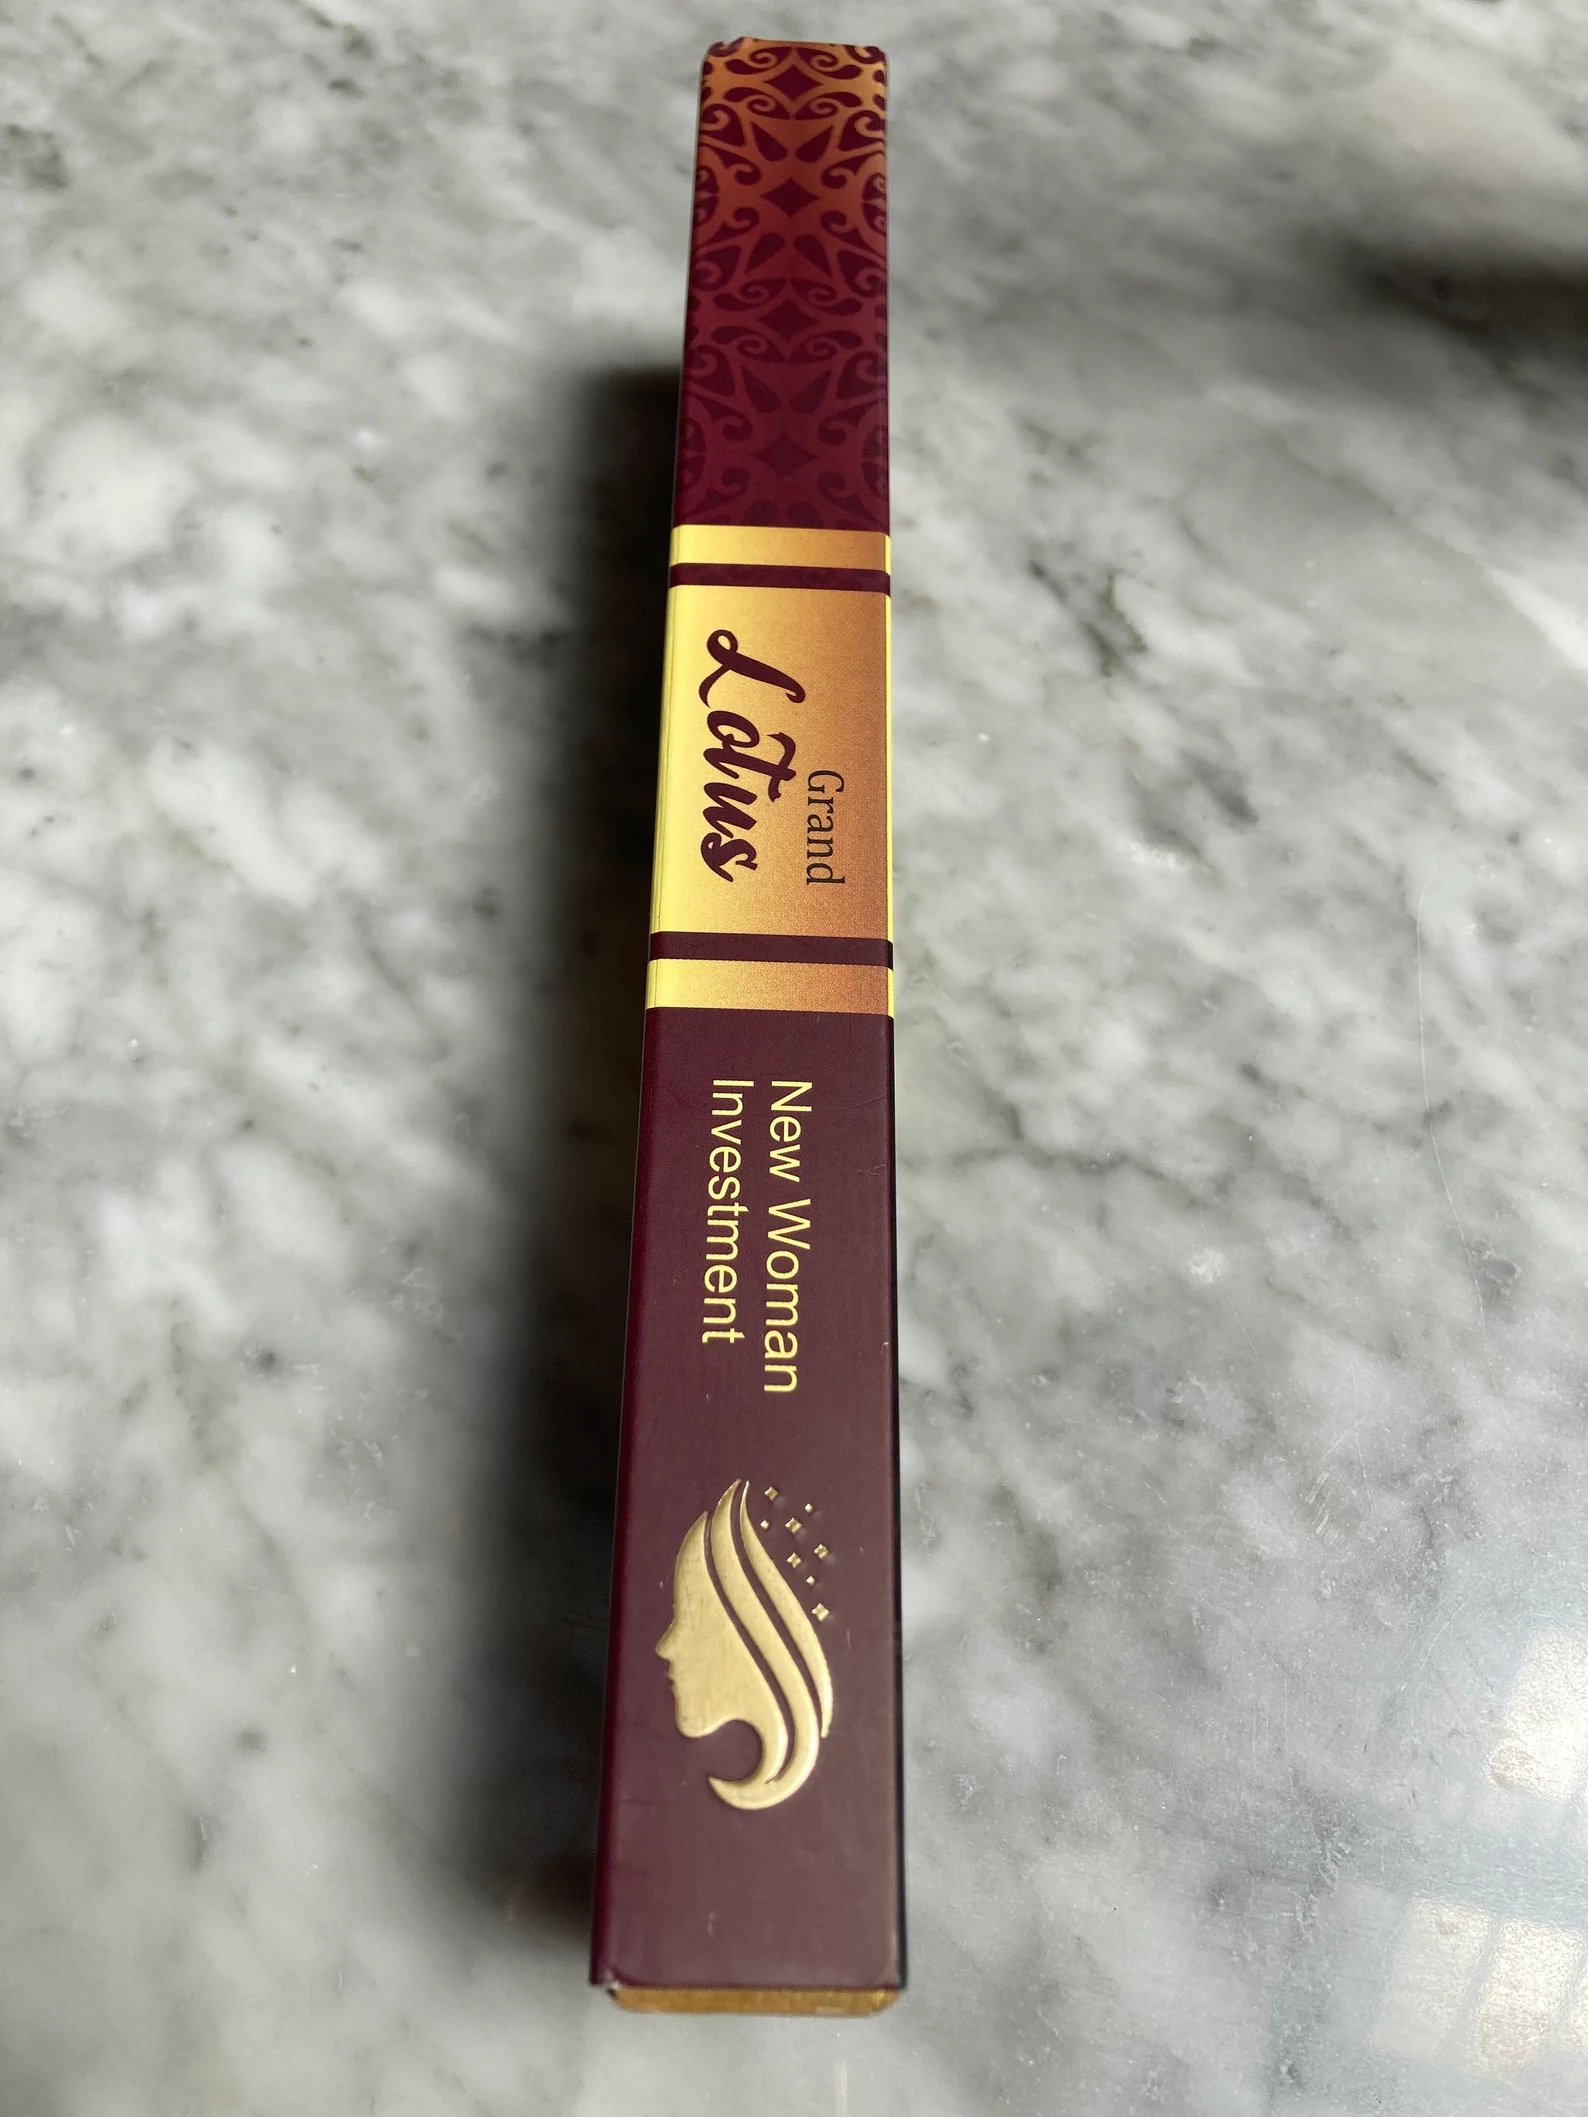 Grand
Lotus
New Woman
Investment